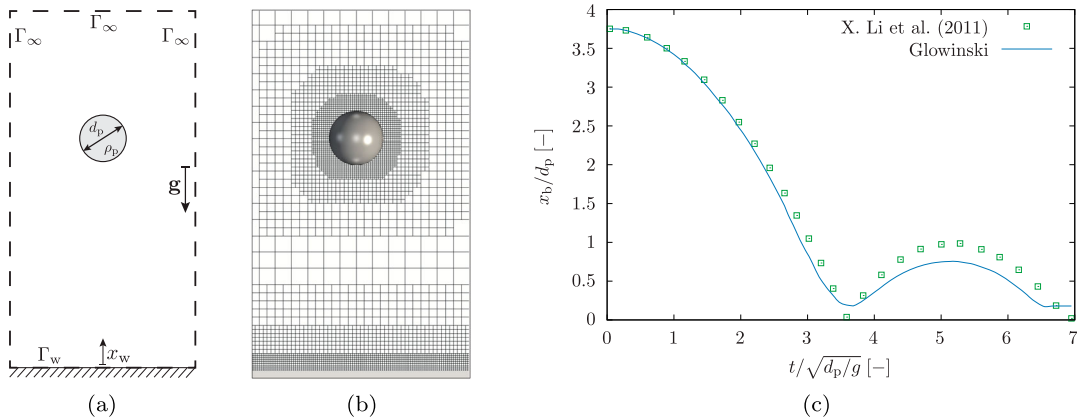 Γ∞
Γ∞ Γ∞
dp
ρp
g
Γw xw
(a)
(b)
4
3.5
3
2.5
2
1.5
1
0.5
0
xb/dp [−]
X. Li et al. (2011)
Glowinski
0 1 2 3 4 5 6 7
t/√dp/g [−]
(c)